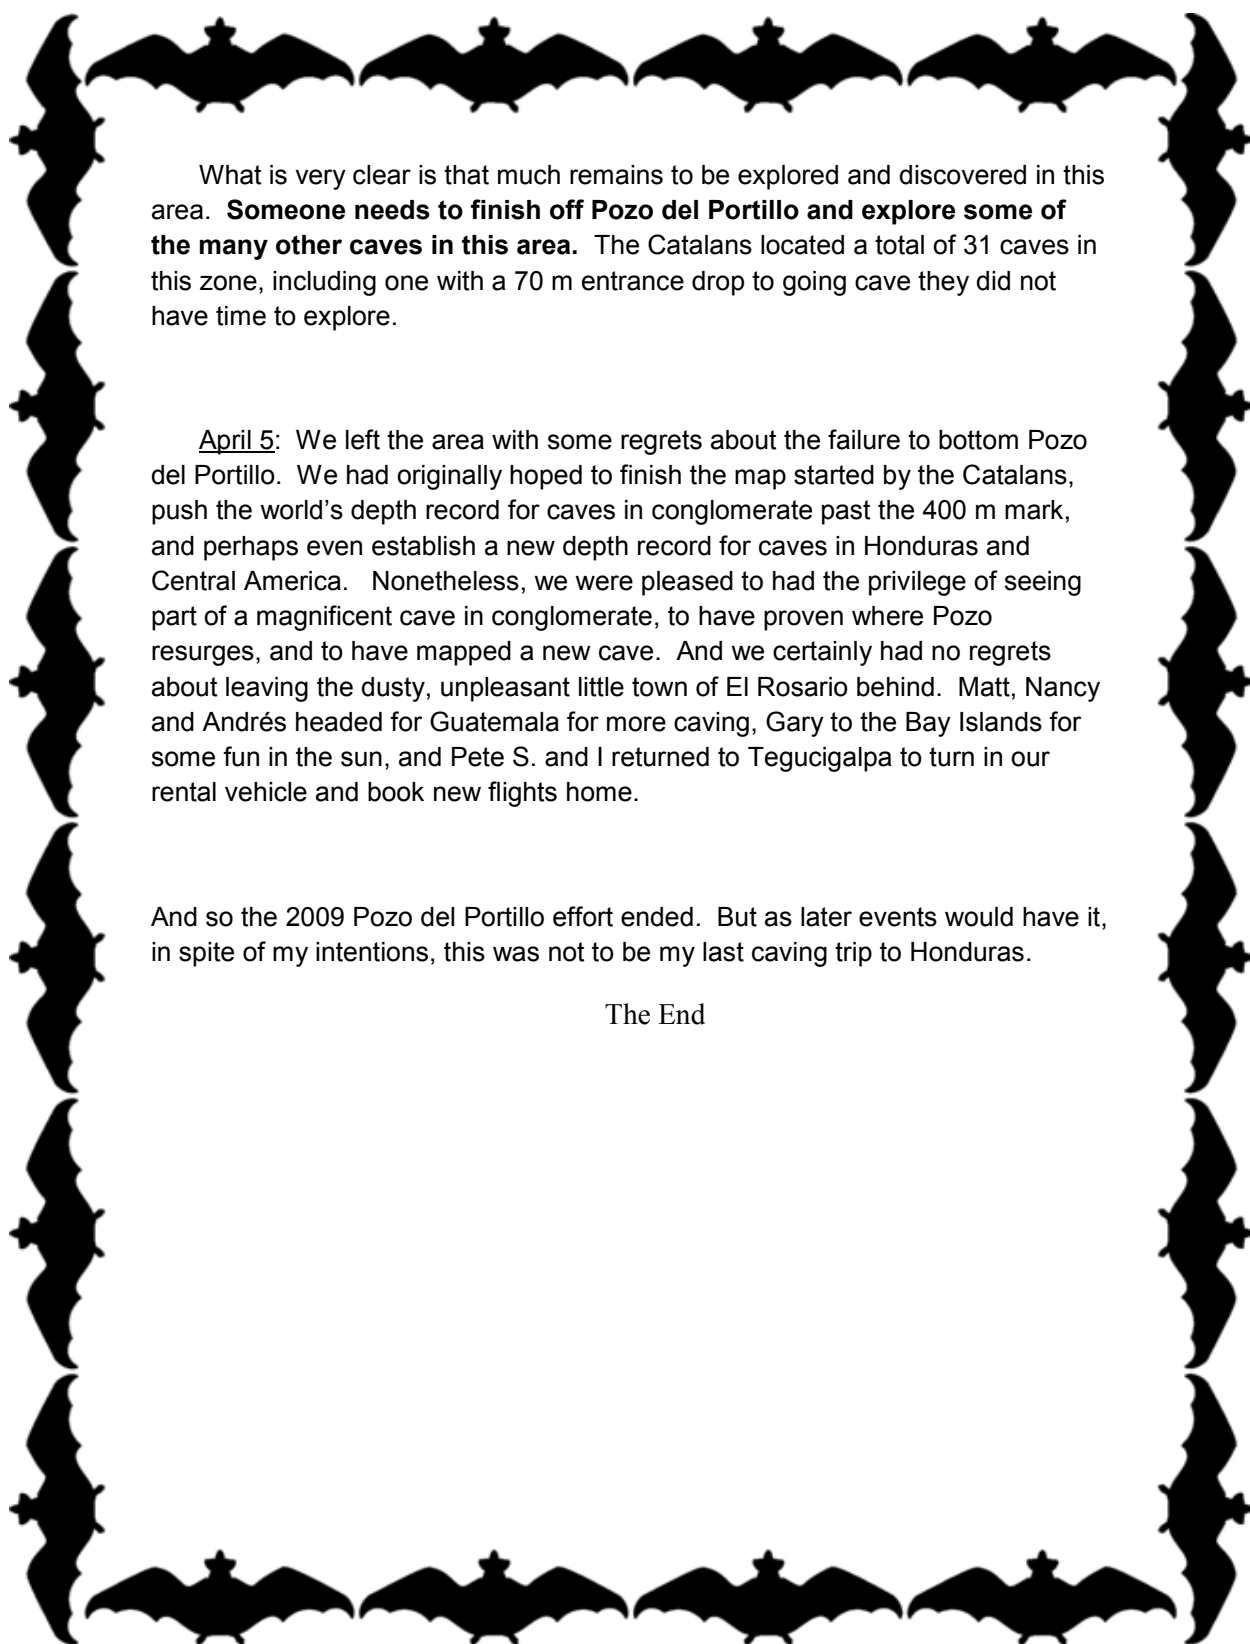 What is very clear is that much remains to be explored and discovered in this
area.  Someone needs to finish off Pozo del Portillo and explore some of
the many other caves in this area.  The Catalans located a total of 31 caves in
this zone, including one with a 70 m entrance drop to going cave they did not
have time to explore.
April 5:  We left the area with some regrets about the failure to bottom Pozo
del Portillo.  We had originally hoped to finish the map started by the Catalans,
push the world’s depth record for caves in conglomerate past the 400 m mark,
and perhaps even establish a new depth record for caves in Honduras and
Central America.   Nonetheless, we were pleased to had the privilege of seeing
part of a magnificent cave in conglomerate, to have proven where Pozo
resurges, and to have mapped a new cave.  And we certainly had no regrets
about leaving the dusty, unpleasant little town of El Rosario behind.  Matt, Nancy
and Andrés headed for Guatemala for more caving, Gary to the Bay Islands for
some fun in the sun, and Pete S. and I returned to Tegucigalpa to turn in our
rental vehicle and book new flights home.
And so the 2009 Pozo del Portillo effort ended.  But as later events would have it,
in spite of my intentions, this was not to be my last caving trip to Honduras.
The End